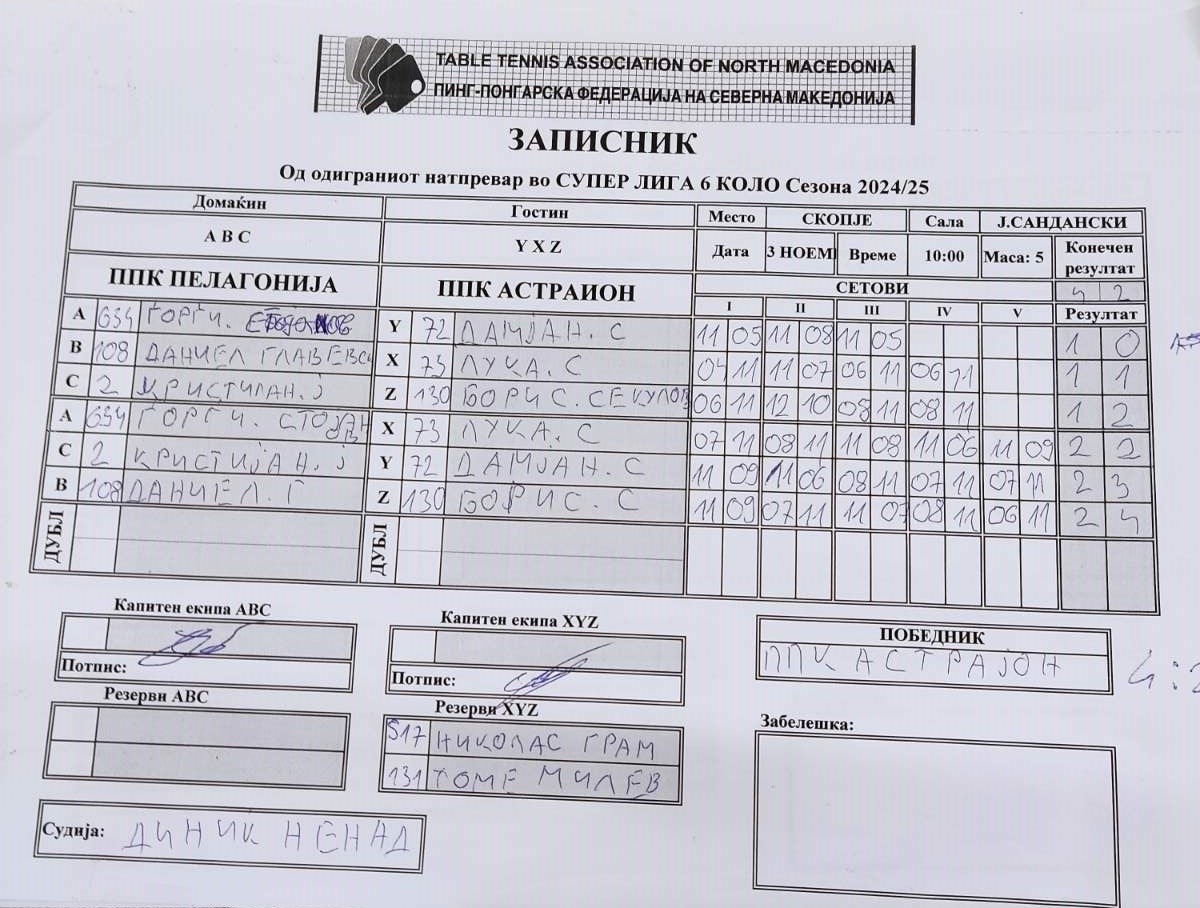 TABLE TENNIS ASSOCIATION OF NORTH MACEDONIA
ПИНГ-ПОНГАРСКА ФЕДЕРАЦИЈА НА СЕВЕРНА МАКЕДОНИЈА
ЗАПИСНИК
Од одиграниот натпревар во СУПЕР ЛИГА 6 КОЛО Сезона 2024/25
Домаќин Гостин Место СКОПЈЕ Сала Ј.САНДАНСКИ
A B C Y X Z Дата 3 НОЕМ Време 10:00 Маса: 5 Конечен резултат
ППК ПЕЛАГОНИЈА ППК АСТРАИОН СЕТОВИ 4 2
I II III IV V Резултат
A 654 ЃОРЃИ. Y 72 ДАМЈАН. С 11 05 11 08 11 05 1 0
B 108 ДАНИЕЛ ГЛАВЕВС X 73 ЛУКА. С 04 11 11 07 06 11 06 11 1 1
C 2 КРИСТИЈАН. Ј Z 130 БОРИС. СЕКУЛОВ 06 11 12 10 08 11 08 11 1 2
A 654 ЃОРЃИ. СТОЈАН X 73 ЛУКА. С 07 11 08 11 11 08 11 06 11 09 2 2
C 2 КРИСТИЈАН. Ј Y 72 ДАМЈАН. С 11 09 11 06 08 11 07 11 07 11 2 3
B 108 ДАНИЕЛ. Г Z 130 БОРИС. С 11 09 07 11 11 07 08 11 06 11 2 4
ДУБЛ ДУБЛ
Капитен екипа ABC Капитен екипа XYZ ПОБЕДНИК
Потпис: Потпис: ППК АСТРАЈОН 4:2
Резерви ABC Резерви XYZ Забелешка:
517 НИКОЛАС ГРАМ
131 ТОМЕ МИЛЕВ
Судија: ДИНИК НЕНАД